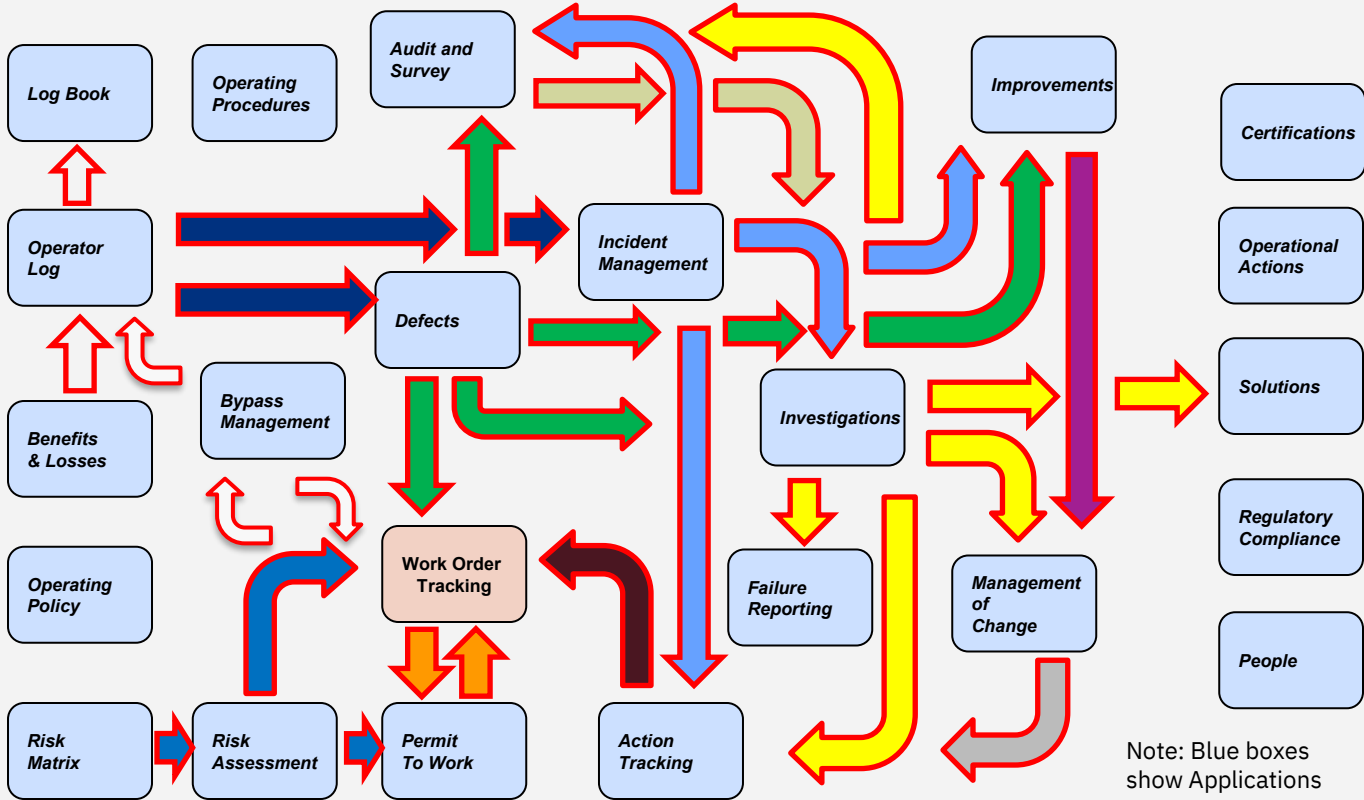 Log Book
Operating
Procedures
Audit and
Survey
Improvements
Certifications
Operator
Log
Incident
Management
Operational
Actions
Defects
Benefits
& Losses
Bypass
Management
Investigations
Solutions
Operating
Policy
Work Order
Tracking
Failure
Reporting
Management
of
Change
Regulatory
Compliance
People
Risk
Matrix
Risk
Assessment
Permit
To Work
Action
Tracking
Note: Blue boxes
show Applications